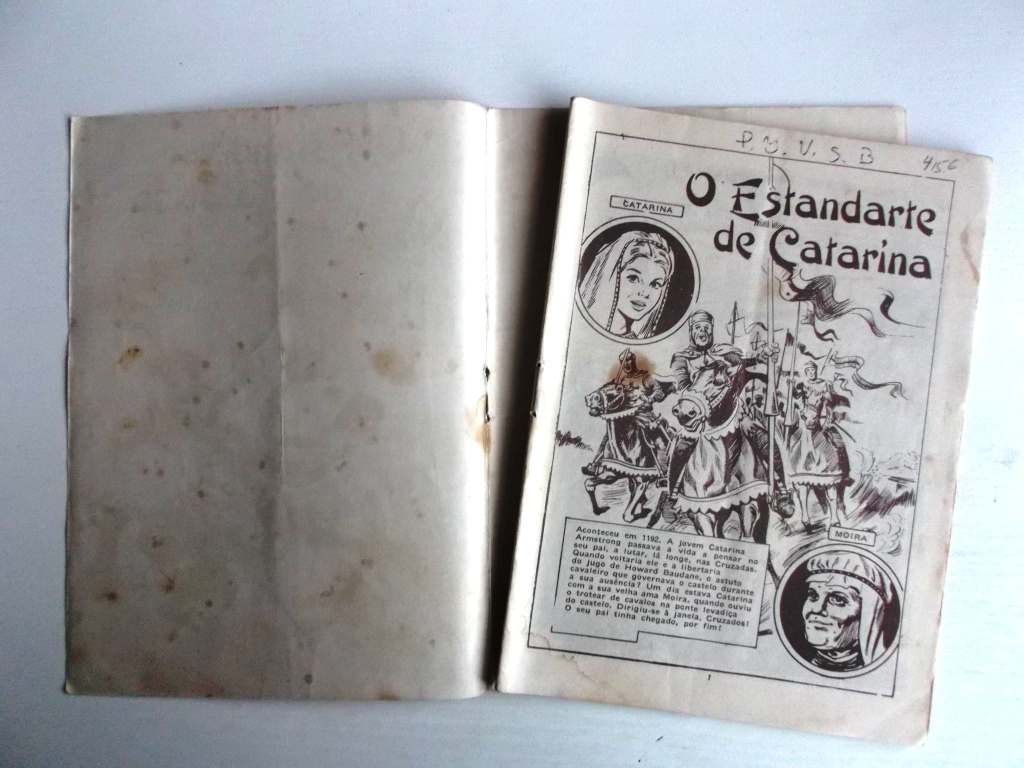 P. U. V. S. B
4156
O Estandarte
de Catarina
CATARINA
Aconteceu em 1192. A jovem Catarina
Armstrong passava a vida a pensar no
seu pai, a lutar, lá longe, nas Cruzadas.
Quando voltaria ele e a libertaria
do jugo de Howard Baudane, o astuto
cavaleiro que governava o castelo durante
a sua ausência? Um dia estava Catarina
com a sua velha ama Moira, quando ouviu
o trotear de cavalos na ponte levadiça
do castelo. Dirigiu-se à janela. Cruzados!
O seu pai tinha chegado, por fim!
MOIRA
1